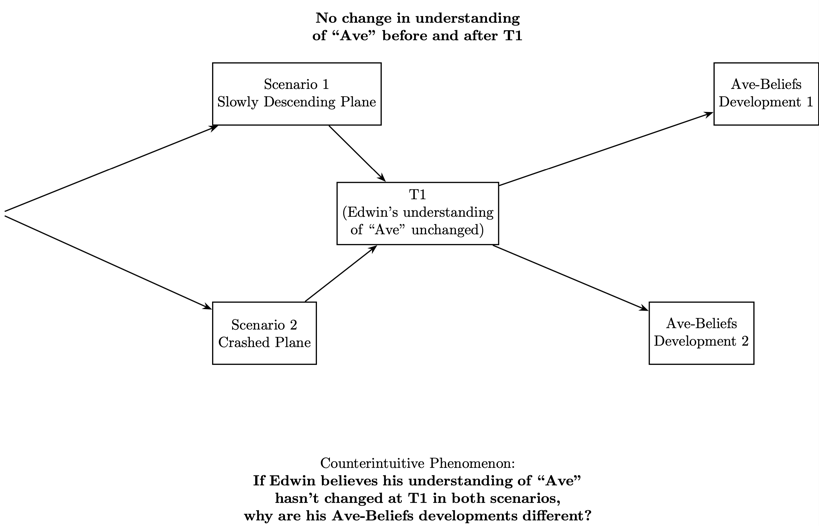 No change in understanding
of “Ave” before and after T1
Scenario 1
Slowly Descending Plane
Ave-Beliefs
Development 1
T1
(Edwin’s understanding
of “Ave” unchanged)
Scenario 2
Crashed Plane
Ave-Beliefs
Development 2
Counterintuitive Phenomenon:
If Edwin believes his understanding of “Ave”
hasn’t changed at T1 in both scenarios,
why are his Ave-Beliefs developments different?